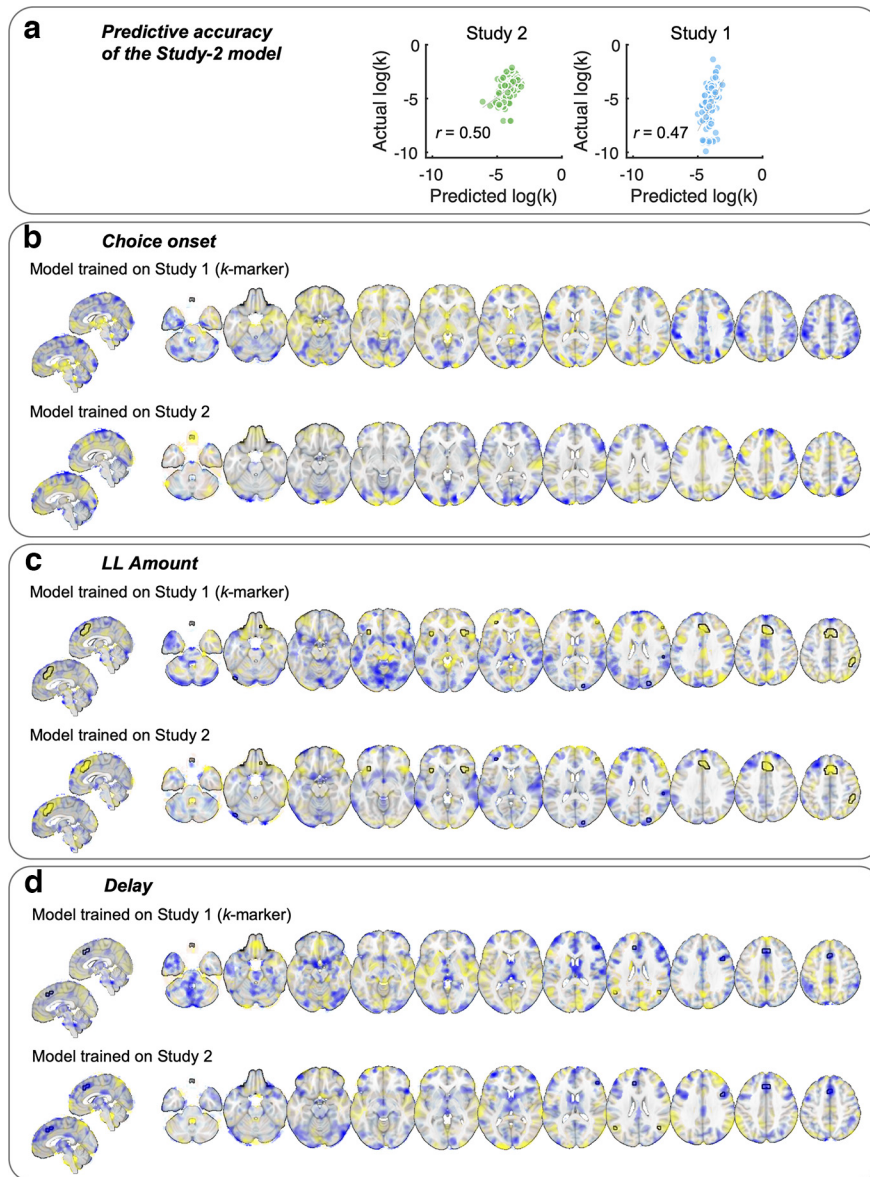 a
Predictive accuracy
of the Study-2 model
Study 2
Study 1
0
-5
-10
Actual log(k)
r = 0.50
-10
-5
0
Predicted log(k)
0
-5
-10
Actual log(k)
r = 0.47
-10
-5
0
Predicted log(k)
b
Choice onset
Model trained on Study 1 (k-marker)
Model trained on Study 2
c
LL Amount
Model trained on Study 1 (k-marker)
Model trained on Study 2
d
Delay
Model trained on Study 1 (k-marker)
Model trained on Study 2